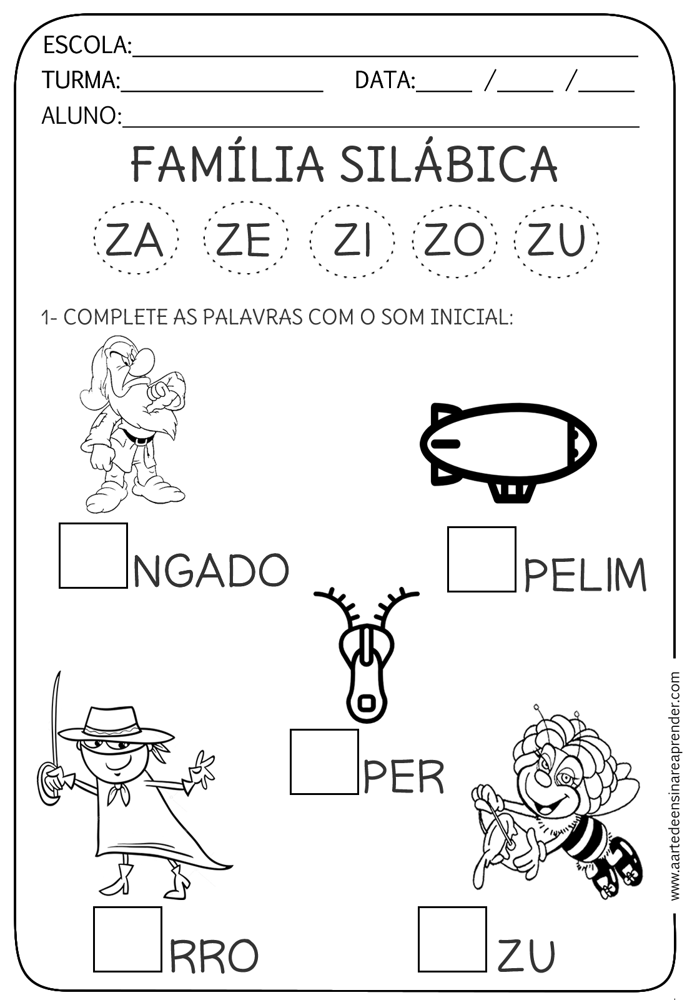 ESCOLA:
TURMA: DATA: / /
ALUNO:
FAMÍLIA SILÁBICA
ZA ZE ZI ZO ZU
1- COMPLETE AS PALAVRAS COM O SOM INICIAL:
NGADO
PELIM
PER
RRO
ZU
www.aartedeensinareaprender.com